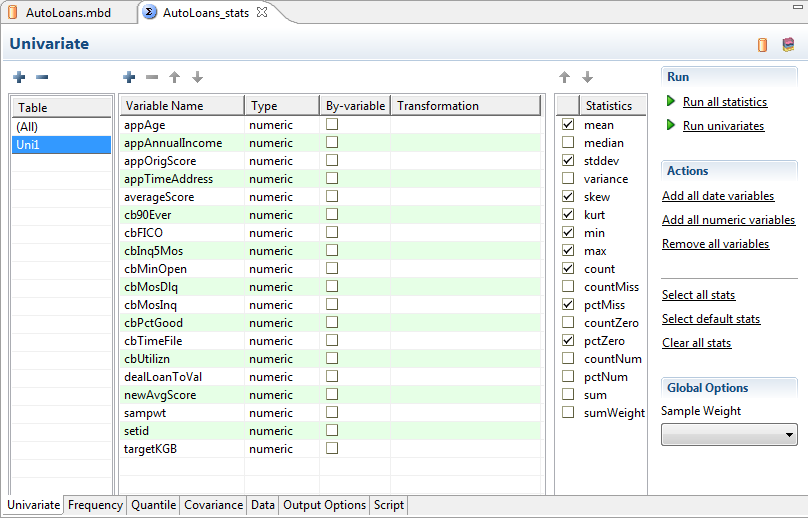 AutoLoans.mbd
AutoLoans_stats
Univariate
Table
(All)
Uni1
Variable Name Type By-variable Transformation
appAge numeric
appAnnualIncome numeric
appOrigScore numeric
appTimeAddress numeric
averageScore numeric
cb90Ever numeric
cbFICO numeric
cbInq5Mos numeric
cbMinOpen numeric
cbMosDlq numeric
cbMosInq numeric
cbPctGood numeric
cbTimeFile numeric
cbUtilizn numeric
dealLoanToVal numeric
newAvgScore numeric
sampwt numeric
setid numeric
targetKGB numeric
Statistics
mean
median
stddev
variance
skew
kurt
min
max
count
countMiss
pctMiss
countZero
pctZero
countNum
pctNum
sum
sumWeight
Run
Run all statistics
Run univariates
Actions
Add all date variables
Add all numeric variables
Remove all variables
Select all stats
Select default stats
Clear all stats
Global Options
Sample Weight
Univariate Frequency Quantile Covariance Data Output Options Script